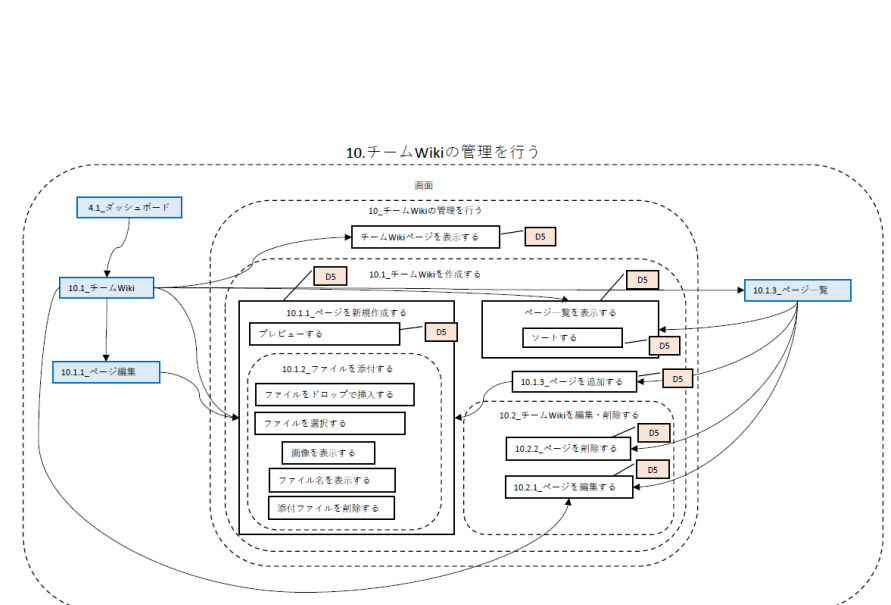 10.チームWikiの管理を行う
画面
4.1_ダッシュボード
10_チームWikiの管理を行う
チームWikiページを表示する
D5
10.1_チームWikiを作成する
D5
D5
10.1_チームWiki
10.1.3_ページ一覧
10.1.1_ページを新規作成する
ページ一覧を表示する
プレビューする
D5
ソートする
D5
10.1.1_ページ編集
10.1.2_ファイルを添付する
10.1.3_ページを追加する
D5
ファイルをドロップで挿入する
10.2_チームWikiを編集・削除する
ファイルを選択する
D5
画像を表示する
10.2.2_ページを削除する
D5
ファイル名を表示する
10.2.1_ページを編集する
添付ファイルを削除する